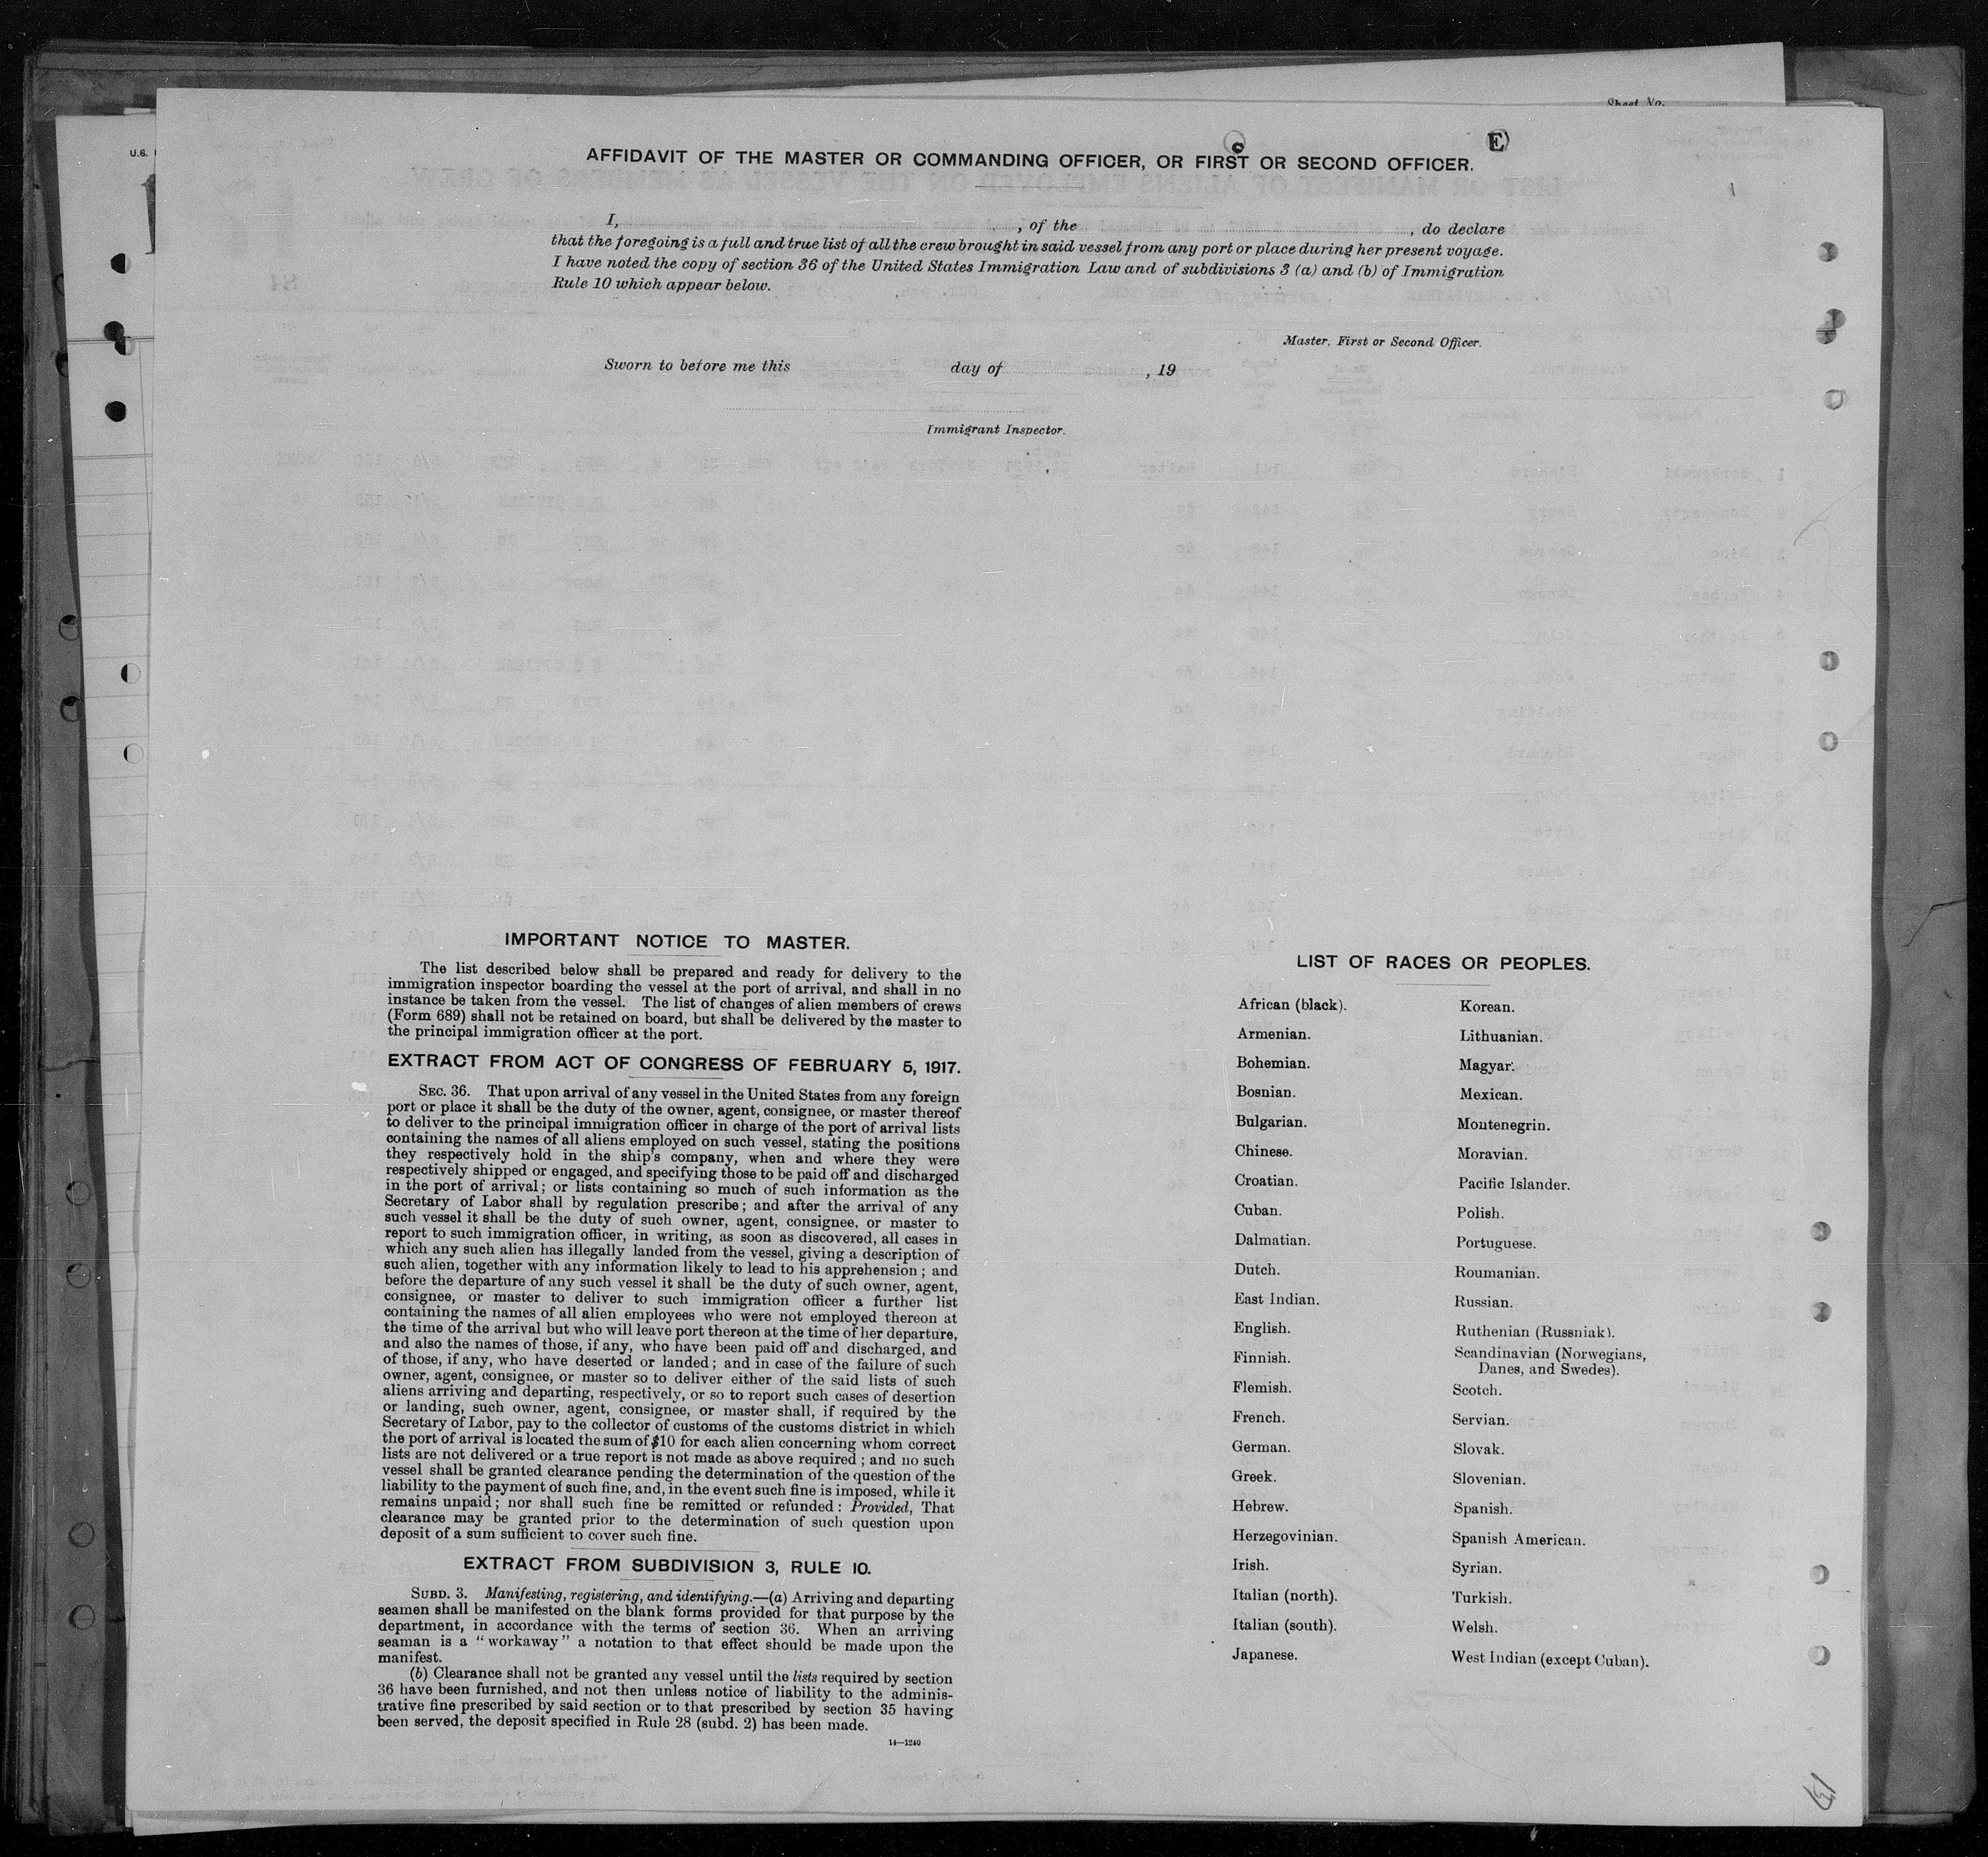 Sheet No.
U.S.
E
AFFIDAVIT OF THE MASTER OR COMMANDING OFFICER, OR FIRST OR SECOND OFFICER.
I, , of the , do declare
that the foregoing is a full and true list of all the crew brought in said vessel from any port or place during her present voyage.
I have noted the copy of section 36 of the United States Immigration Law and of subdivisions 3 (a) and (b) of Immigration
Rule 10 which appear below.
Master, First or Second Officer.
Sworn to before me this day of , 19
Immigrant Inspector.
IMPORTANT NOTICE TO MASTER.
The list described below shall be prepared and ready for delivery to the
immigration inspector boarding the vessel at the port of arrival, and shall in no
instance be taken from the vessel. The list of changes of alien members of crews
(Form 689) shall not be retained on board, but shall be delivered by the master to
the principal immigration officer at the port.
EXTRACT FROM ACT OF CONGRESS OF FEBRUARY 5, 1917.
SEC. 36. That upon arrival of any vessel in the United States from any foreign
port or place it shall be the duty of the owner, agent, consignee, or master thereof
to deliver to the principal immigration officer in charge of the port of arrival lists
containing the names of all aliens employed on such vessel, stating the positions
they respectively hold in the ship's company, when and where they were
respectively shipped or engaged, and specifying those to be paid off and discharged
in the port of arrival; or lists containing so much of such information as the
Secretary of Labor shall by regulation prescribe; and after the arrival of any
such vessel it shall be the duty of such owner, agent, consignee, or master to
report to such immigration officer, in writing, as soon as discovered, all cases in
which any such alien has illegally landed from the vessel, giving a description of
such alien, together with any information likely to lead to his apprehension; and
before the departure of any such vessel it shall be the duty of such owner, agent,
consignee, or master to deliver to such immigration officer a further list
containing the names of all alien employees who were not employed thereon at
the time of the arrival but who will leave port thereon at the time of her departure,
and also the names of those, if any, who have been paid off and discharged, and
of those, if any, who have deserted or landed; and in case of the failure of such
owner, agent, consignee, or master so to deliver either of the said lists of such
aliens arriving and departing, respectively, or so to report such cases of desertion
or landing, such owner, agent, consignee, or master shall, if required by the
Secretary of Labor, pay to the collector of customs of the customs district in which
the port of arrival is located the sum of $10 for each alien concerning whom correct
lists are not delivered or a true report is not made as above required; and no such
vessel shall be granted clearance pending the determination of the question of the
liability to the payment of such fine, and, in the event such fine is imposed, while it
remains unpaid; nor shall such fine be remitted or refunded: Provided, That
clearance may be granted prior to the determination of such question upon
deposit of a sum sufficient to cover such fine.
EXTRACT FROM SUBDIVISION 3, RULE 10.
SUBD. 3. Manifesting, registering, and identifying.—(a) Arriving and departing
seamen shall be manifested on the blank forms provided for that purpose by the
department, in accordance with the terms of section 36. When an arriving
seaman is a "workaway" a notation to that effect should be made upon the
manifest.
(b) Clearance shall not be granted any vessel until the lists required by section
36 have been furnished, and not then unless notice of liability to the adminis-
trative fine prescribed by said section or to that prescribed by section 35 having
been served, the deposit specified in Rule 28 (subd. 2) has been made.
14—1240
LIST OF RACES OR PEOPLES.
African (black).
Armenian.
Bohemian.
Bosnian.
Bulgarian.
Chinese.
Croatian.
Cuban.
Dalmatian.
Dutch.
East Indian.
English.
Finnish.
Flemish.
French.
German.
Greek.
Hebrew.
Herzegovinian.
Irish.
Italian (north).
Italian (south).
Japanese.
Korean.
Lithuanian.
Magyar.
Mexican.
Montenegrin.
Moravian.
Pacific Islander.
Polish.
Portuguese.
Roumanian.
Russian.
Ruthenian (Russniak).
Scandinavian (Norwegians,
Danes, and Swedes).
Scotch.
Servian.
Slovak.
Slovenian.
Spanish.
Spanish American.
Syrian.
Turkish.
Welsh.
West Indian (except Cuban).